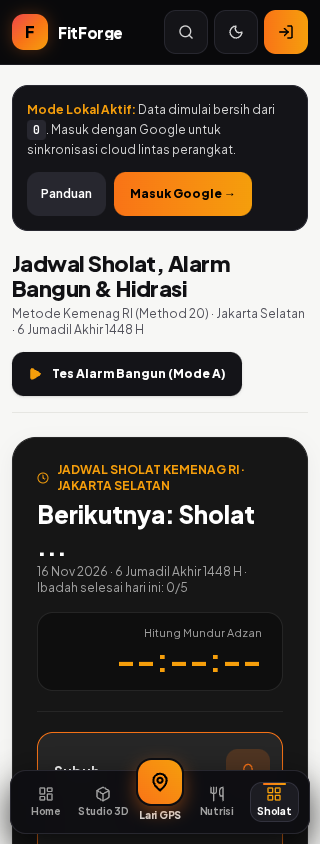 F FitForge
Mode Lokal Aktif: Data dimulai bersih dari
0. Masuk dengan Google untuk
sinkronisasi cloud lintas perangkat.
Panduan
Masuk Google →
Jadwal Sholat, Alarm
Bangun & Hidrasi
Metode Kemenag RI (Method 20) · Jakarta Selatan
· 6 Jumadil Akhir 1448 H
Tes Alarm Bangun (Mode A)
JADWAL SHOLAT KEMENAG RI ·
JAKARTA SELATAN
Berikutnya: Sholat
...
16 Nov 2026 · 6 Jumadil Akhir 1448 H ·
Ibadah selesai hari ini: 0/5
Hitung Mundur Adzan
--:--:--
Subuh
Home
Studio 3D
Lari GPS
Nutrisi
Sholat